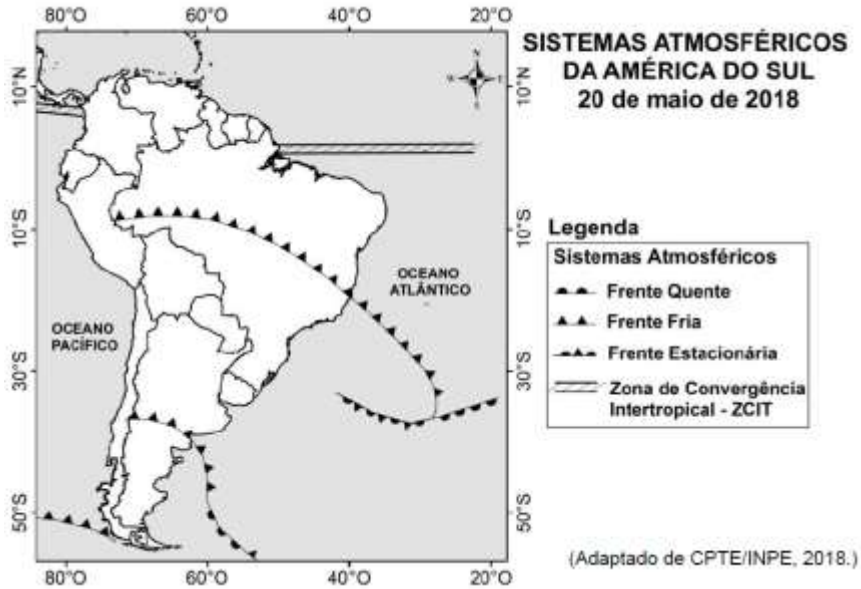 80°O 60°O 40°O 20°O
SISTEMAS ATMOSFÉRICOS
DA AMÉRICA DO SUL
20 de maio de 2018
N
S
10°N
10°N
10°S
10°S
30°S
30°S
50°S
50°S
OCEANO
ATLÂNTICO
OCEANO
PACÍFICO
Legenda
Sistemas Atmosféricos
Frente Quente
Frente Fria
Frente Estacionária
Zona de Convergência
Intertropical - ZCIT
80°O 60°O 40°O 20°O
(Adaptado de CPTE/INPE, 2018.)